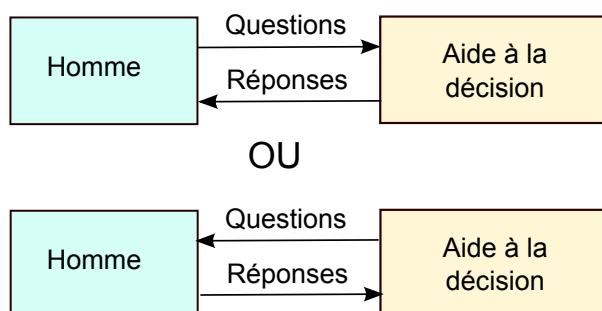 Questions
Homme
Aide à la
décision
Réponses
OU
Questions
Homme
Aide à la
décision
Réponses